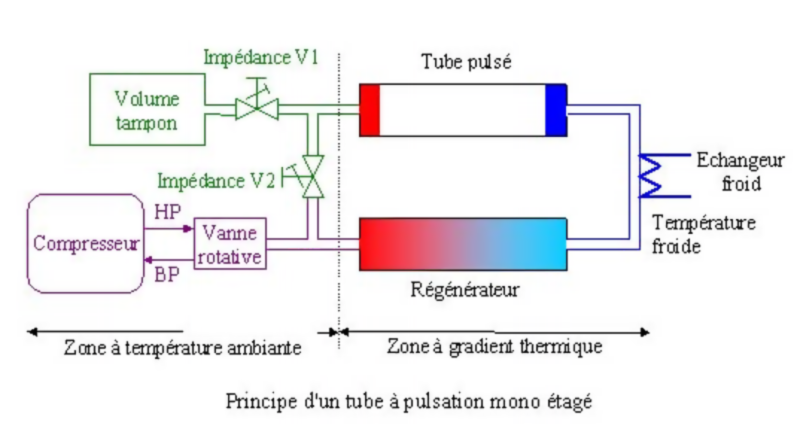 Impédance V1
Tube pulsé
Volume
tampon
Impédance V2
Echangeur
froid
HP
Compresseur
Vanne
rotative
BP
Température
froide
Régénérateur
Zone à température ambiante
Zone à gradient thermique
Principe d'un tube à pulsation mono étagé